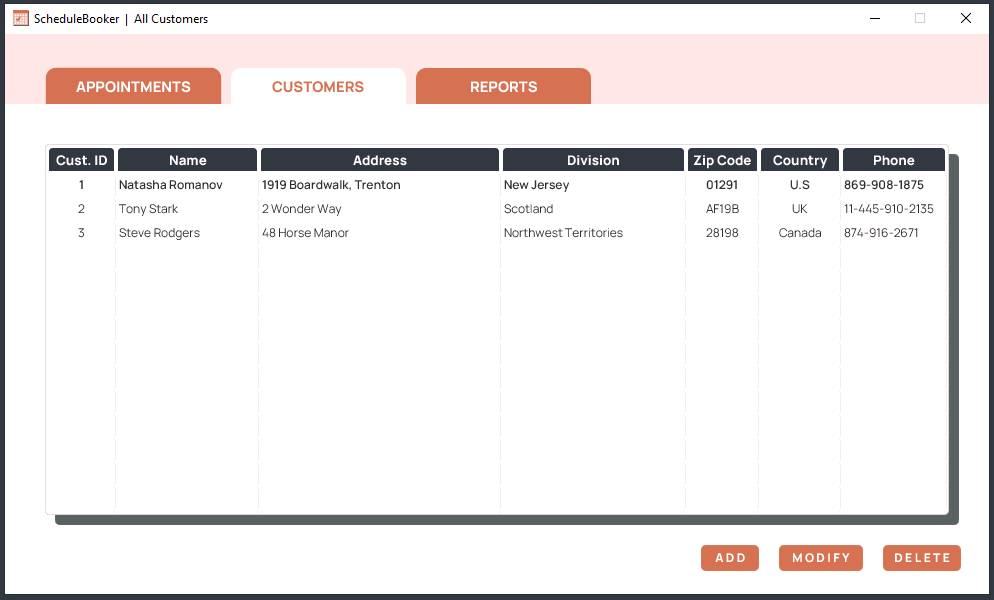 ScheduleBooker | All Customers
APPOINTMENTS CUSTOMERS REPORTS
Cust. ID Name Address Division Zip Code Country Phone
1 Natasha Romanov 1919 Boardwalk, Trenton New Jersey 01291 U.S 869-908-1875
2 Tony Stark 2 Wonder Way Scotland AF19B UK 11-445-910-2135
3 Steve Rodgers 48 Horse Manor Northwest Territories 28198 Canada 874-916-2671
ADD MODIFY DELETE